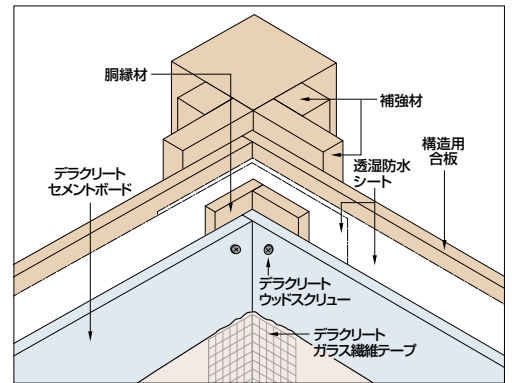 胴縁材
補強材
構造用
合板
透湿防水
シート
デラクリート
セメントボード
デラクリート
ウッドスクリュー
デラクリート
ガラス繊維テープ